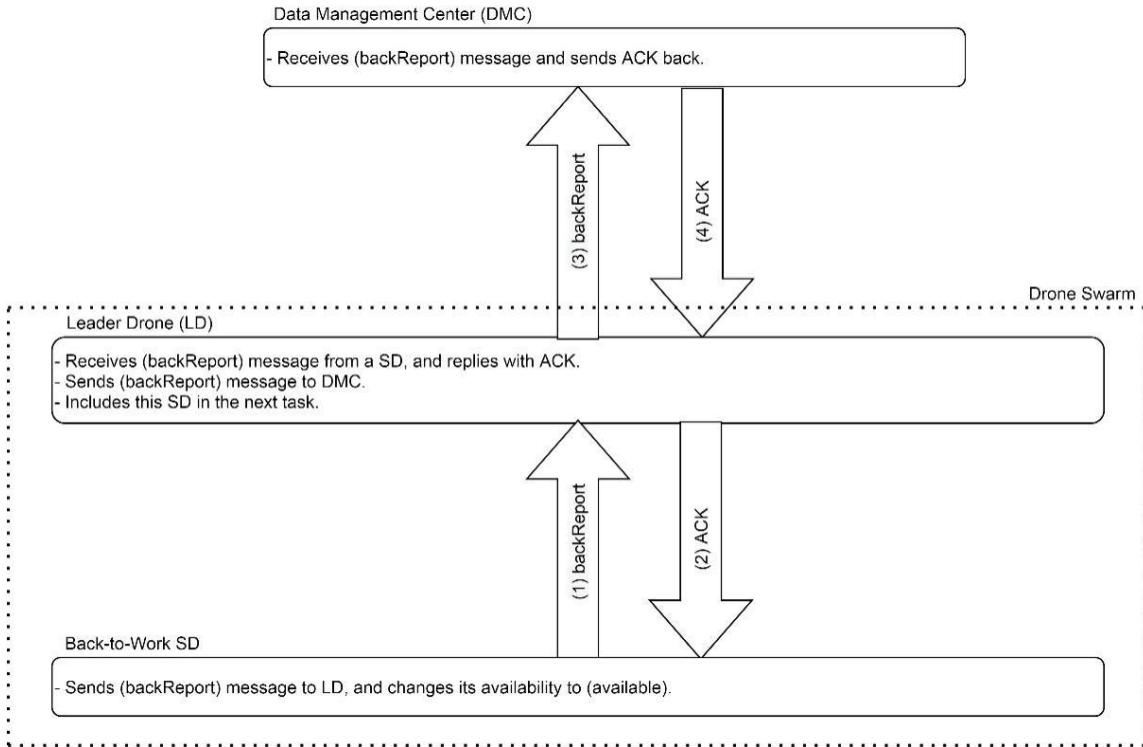 Data Management Center (DMC)
- Receives (backReport) message and sends ACK back.
(3) backReport
(4) ACK
Drone Swarm
Leader Drone (LD)
- Receives (backReport) message from a SD, and replies with ACK.
- Sends (backReport) message to DMC.
- Includes this SD in the next task.
(1) backReport
(2) ACK
Back-to-Work SD
- Sends (backReport) message to LD, and changes its availability to (available).